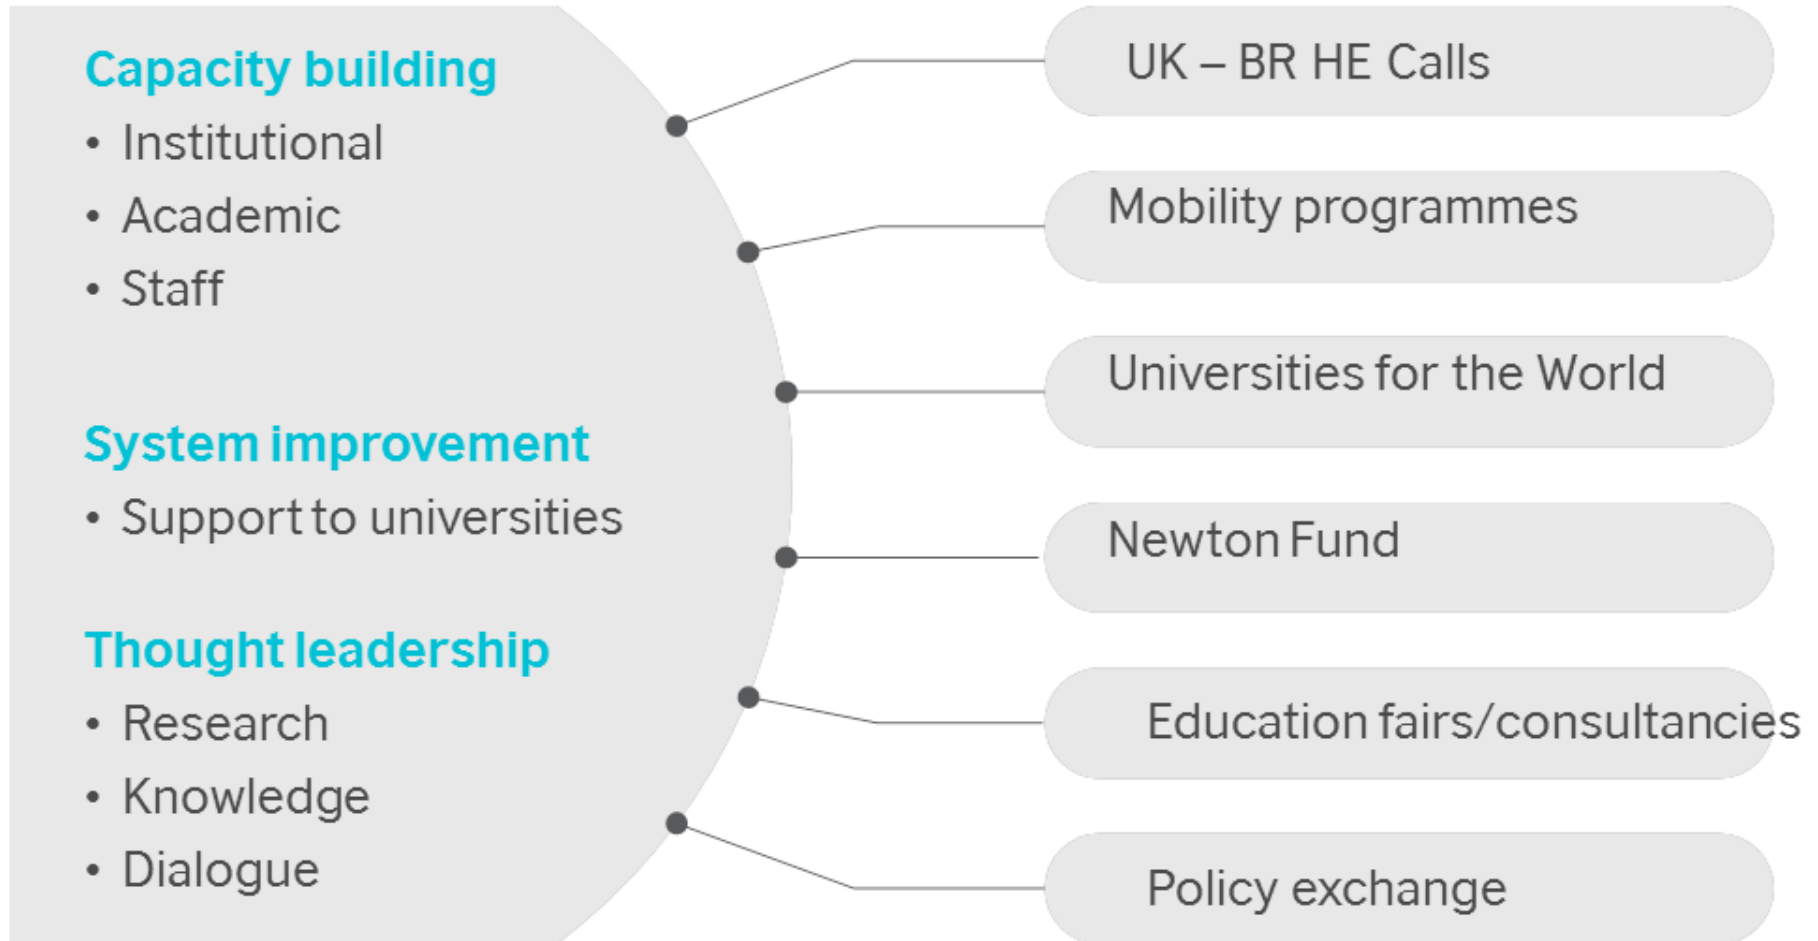 Capacity building
• Institutional
• Academic
• Staff
System improvement
• Support to universities
Thought leadership
• Research
• Knowledge
• Dialogue
UK – BR HE Calls
Mobility programmes
Universities for the World
Newton Fund
Education fairs/consultancies
Policy exchange